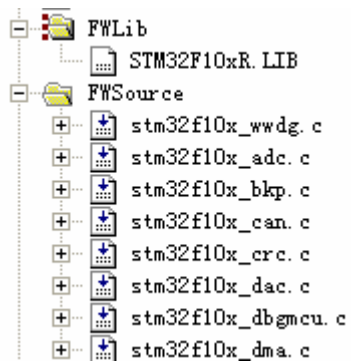 FWLib
STM32F10xR.LIB
FWSource
stm32f10x_wwdg.c
stm32f10x_adc.c
stm32f10x_bkp.c
stm32f10x_can.c
stm32f10x_crc.c
stm32f10x_dac.c
stm32f10x_dbgmcu.c
stm32f10x_dma.c